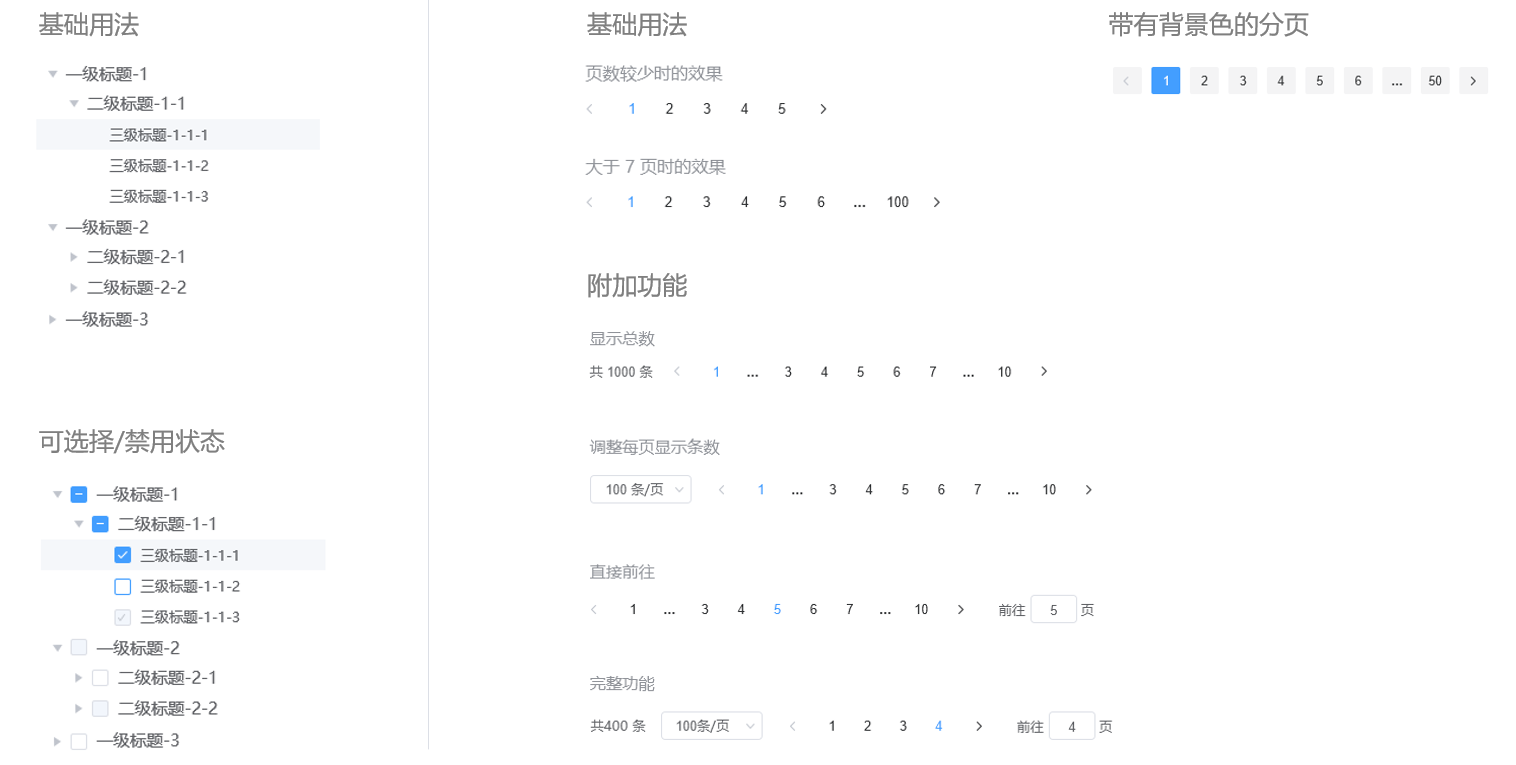 基础用法
一级标题-1
二级标题-1-1
三级标题-1-1-1
三级标题-1-1-2
三级标题-1-1-3
一级标题-2
二级标题-2-1
二级标题-2-2
一级标题-3
可选择/禁用状态
一级标题-1
二级标题-1-1
三级标题-1-1-1
三级标题-1-1-2
三级标题-1-1-3
一级标题-2
二级标题-2-1
二级标题-2-2
一级标题-3
基础用法
页数较少时的效果
1 2 3 4 5
大于 7 页时的效果
1 2 3 4 5 6 ... 100
附加功能
显示总数
共 1000 条 1 ... 3 4 5 6 7 ... 10
调整每页显示条数
100 条/页 1 ... 3 4 5 6 7 ... 10
直接前往
1 ... 3 4 5 6 7 ... 10 前往 5 页
完整功能
共400 条 100条/页 1 2 3 4 前往 4 页
带有背景色的分页
1 2 3 4 5 6 ... 50